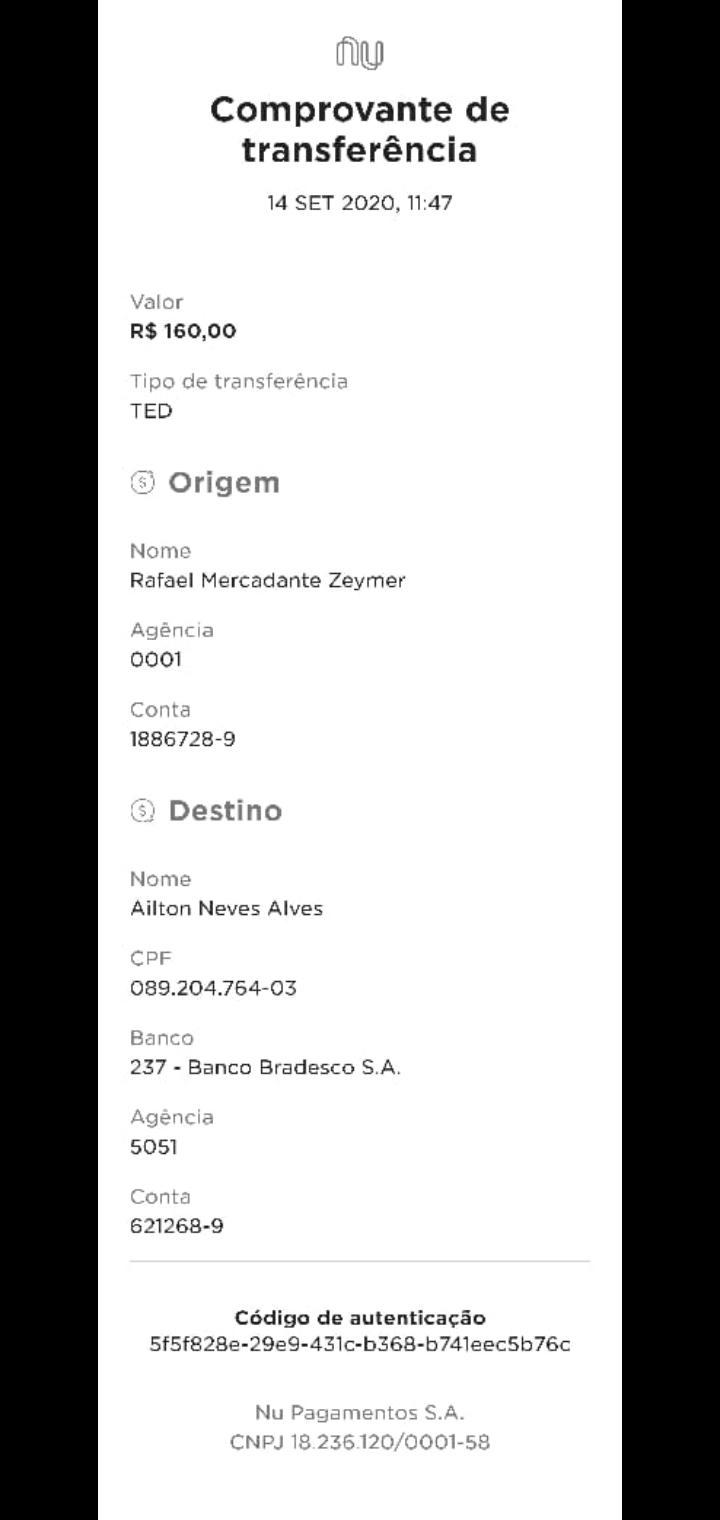 nu
Comprovante de
transferência
14 SET 2020, 11:47
Valor
R$ 160,00
Tipo de transferência
TED
Origem
Nome
Rafael Mercadante Zeymer
Agência
0001
Conta
1886728-9
Destino
Nome
Ailton Neves Alves
CPF
089.204.764-03
Banco
237 - Banco Bradesco S.A.
Agência
5051
Conta
621268-9
Código de autenticação
5f5f828e-29e9-431c-b368-b741eec5b76c
Nu Pagamentos S.A.
CNPJ 18.236.120/0001-58